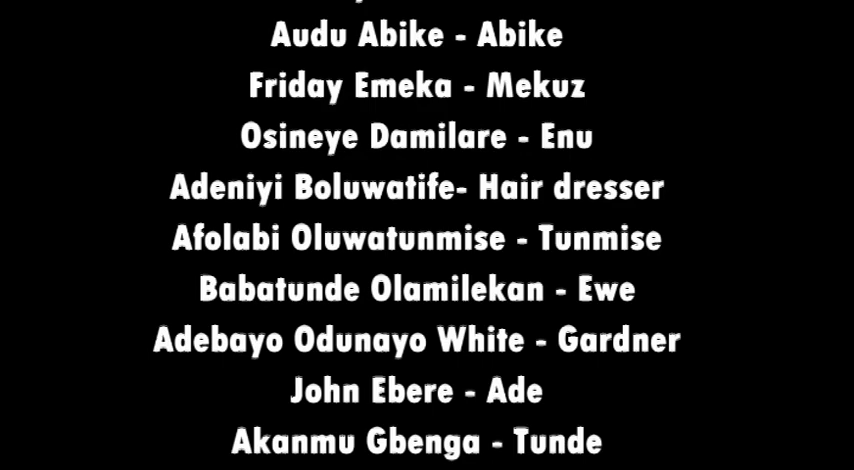 Audu Abike - Abike
Friday Emeka - Mekuz
Osineye Damilare - Enu
Adeniyi Boluwatife- Hair dresser
Afolabi Oluwatunmise - Tunmise
Babatunde Olamilekan - Ewe
Adebayo Odunayo White - Gardner
John Ebere - Ade
Akanmu Gbenga - Tunde